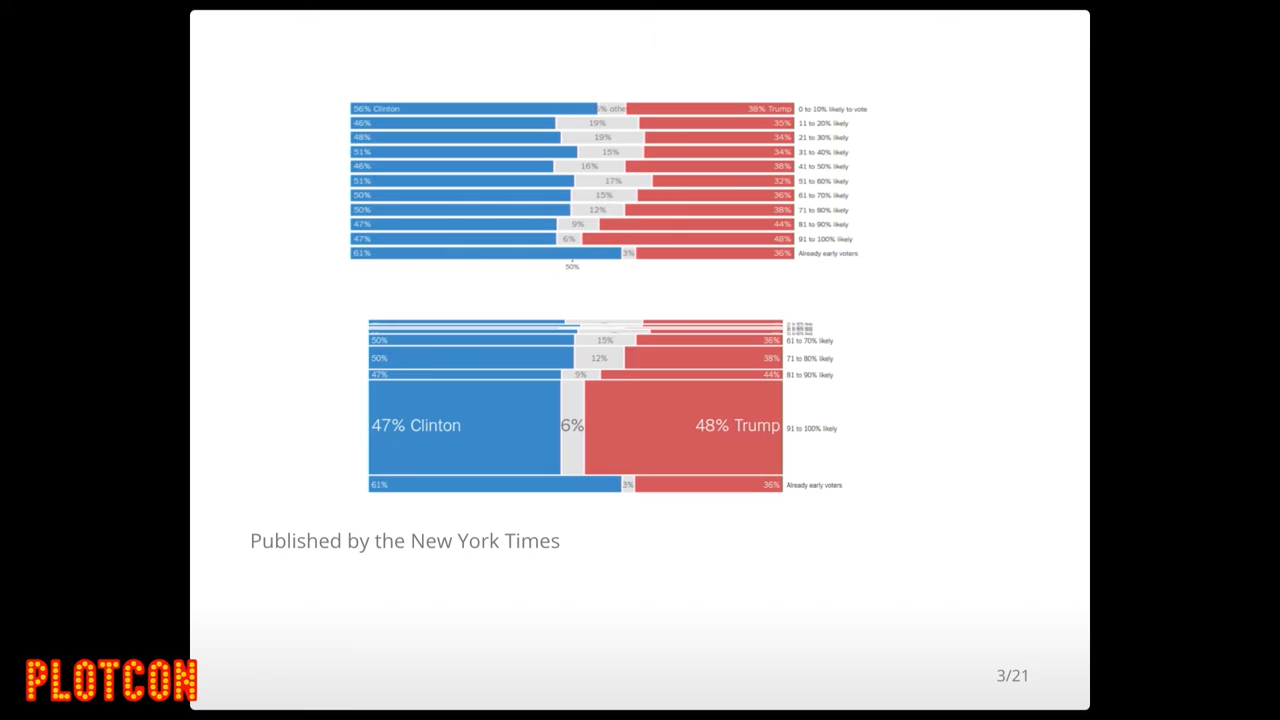 56% Clinton % othe 38% Trump 0 to 10% likely to vote
46% 19% 35% 11 to 20% likely
48% 19% 34% 21 to 30% likely
51% 15% 34% 31 to 40% likely
46% 16% 38% 41 to 50% likely
51% 17% 32% 51 to 60% likely
50% 15% 36% 61 to 70% likely
50% 12% 38% 71 to 80% likely
47% 9% 44% 81 to 90% likely
47% 6% 48% 91 to 100% likely
61% 3% 36% Already early voters
50%
50% 15% 36% 61 to 70% likely
50% 12% 38% 71 to 80% likely
47% 9% 44% 81 to 90% likely
47% Clinton 6% 48% Trump 91 to 100% likely
61% 3% 36% Already early voters
Published by the New York Times
3/21
PLOTCON